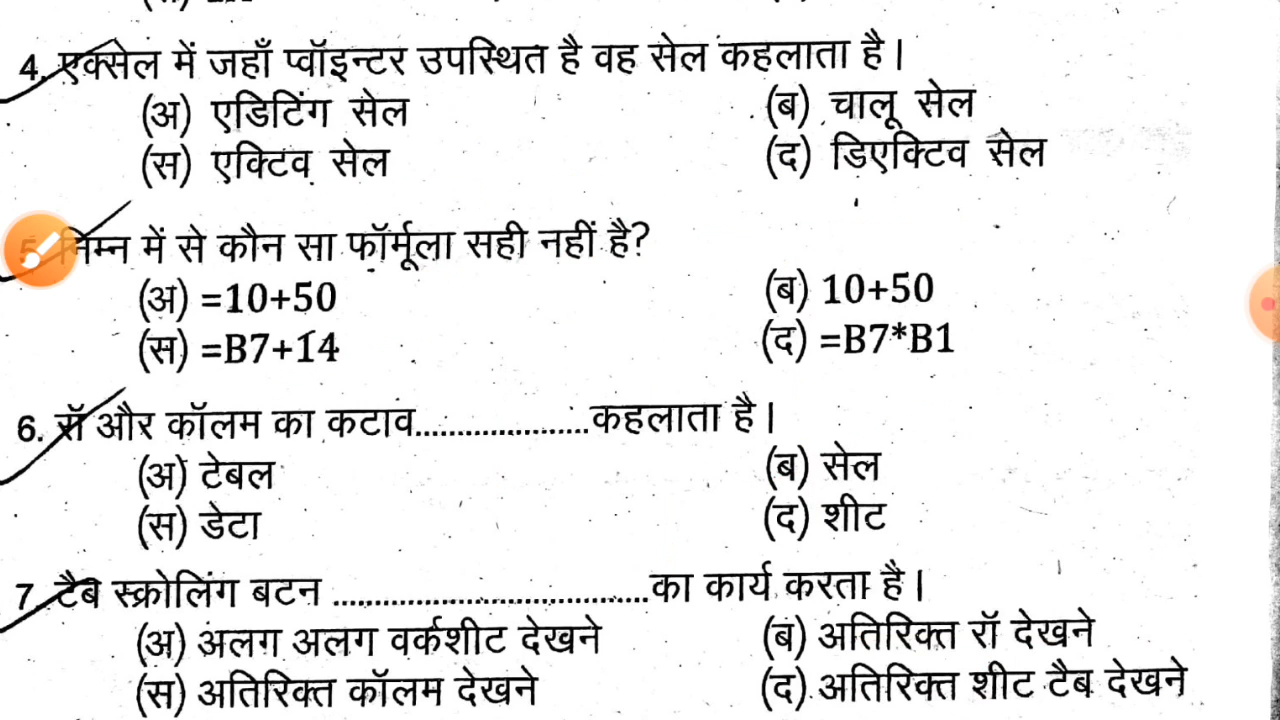 4. एक्सेल में जहाँ प्वॉइन्टर उपस्थित है वह सेल कहलाता है।
(अ) एडिटिंग सेल (ब) चालू सेल
(स) एक्टिव सेल (द) डिएक्टिव सेल
5. निम्न में से कौन सा फॉर्मूला सही नहीं है?
(अ) =10+50 (ब) 10+50
(स) =B7+14 (द) =B7*B1
6. रॉ और कॉलम का कटाव....................कहलाता है।
(अ) टेबल (ब) सेल
(स) डेटा (द) शीट
7. टैब स्क्रोलिंग बटन ....................................का कार्य करता है।
(अ) अलग अलग वर्कशीट देखने (ब) अतिरिक्त रॉ देखने
(स) अतिरिक्त कॉलम देखने (द) अतिरिक्त शीट टैब देखने